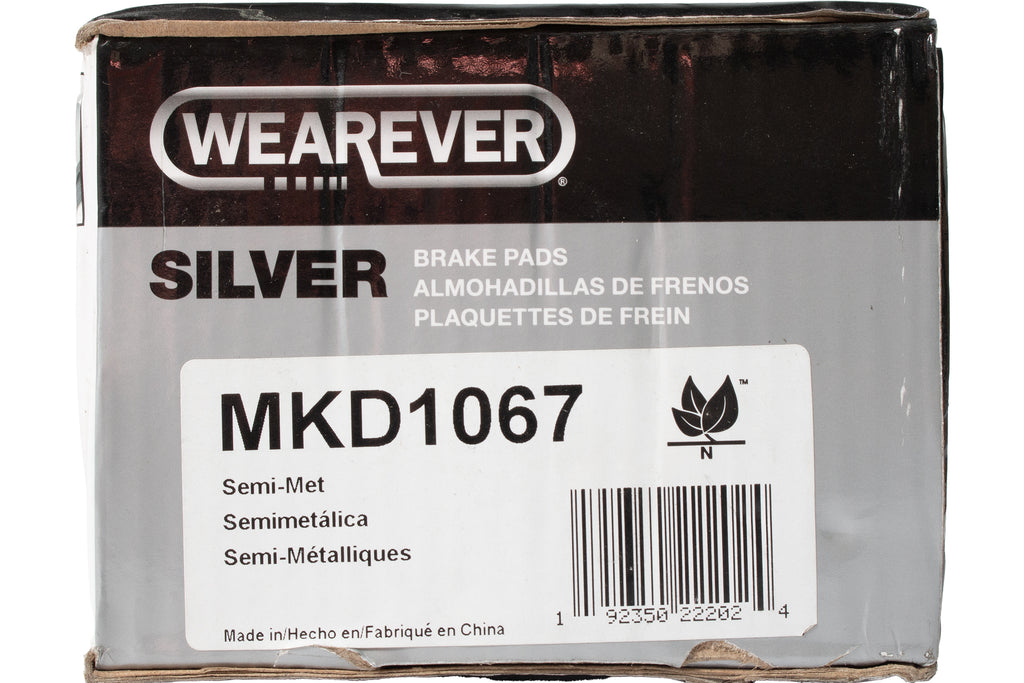 WEAREVER®
SILVER
BRAKE PADS
ALMOHADILLAS DE FRENOS
PLAQUETTES DE FREIN
MKD1067
™
N
Semi-Met
Semimetálica
Semi-Métalliques
1 92350 22202 4
Made in/Hecho en/Fabriqué en China